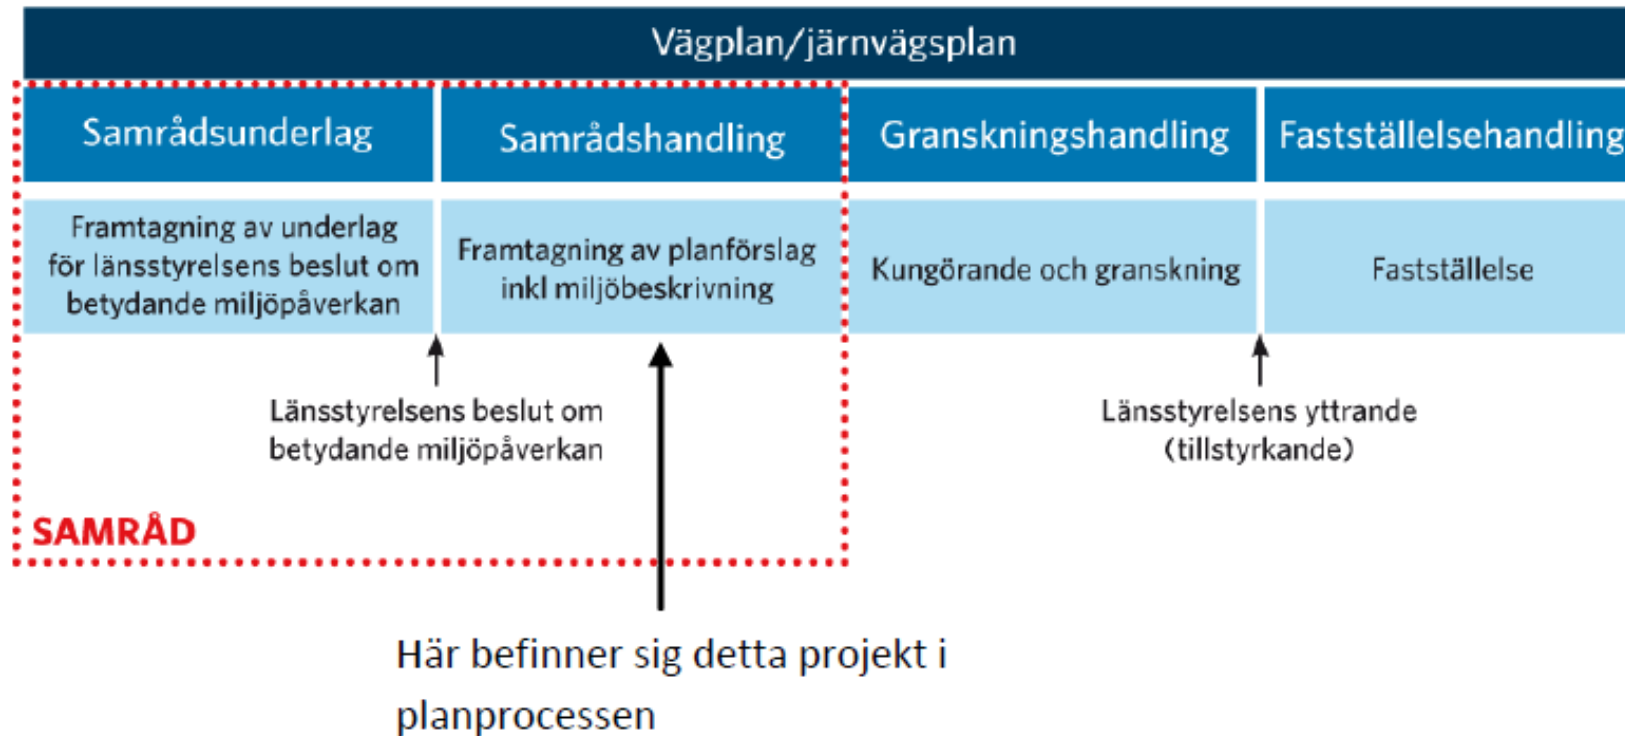 Vägplan/järnvägsplan
Samrådsunderlag
Samrådshandling
Granskningshandling
Fastställelsehandling
Framtagning av underlag
för länsstyrelsens beslut om
betydande miljöpåverkan
Framtagning av planförslag
inkl miljöbeskrivning
Kungörande och granskning
Fastställelse
Länsstyrelsens beslut om
betydande miljöpåverkan
Länsstyrelsens yttrande
(tillstyrkande)
SAMRÅD
Här befinner sig detta projekt i
planprocessen